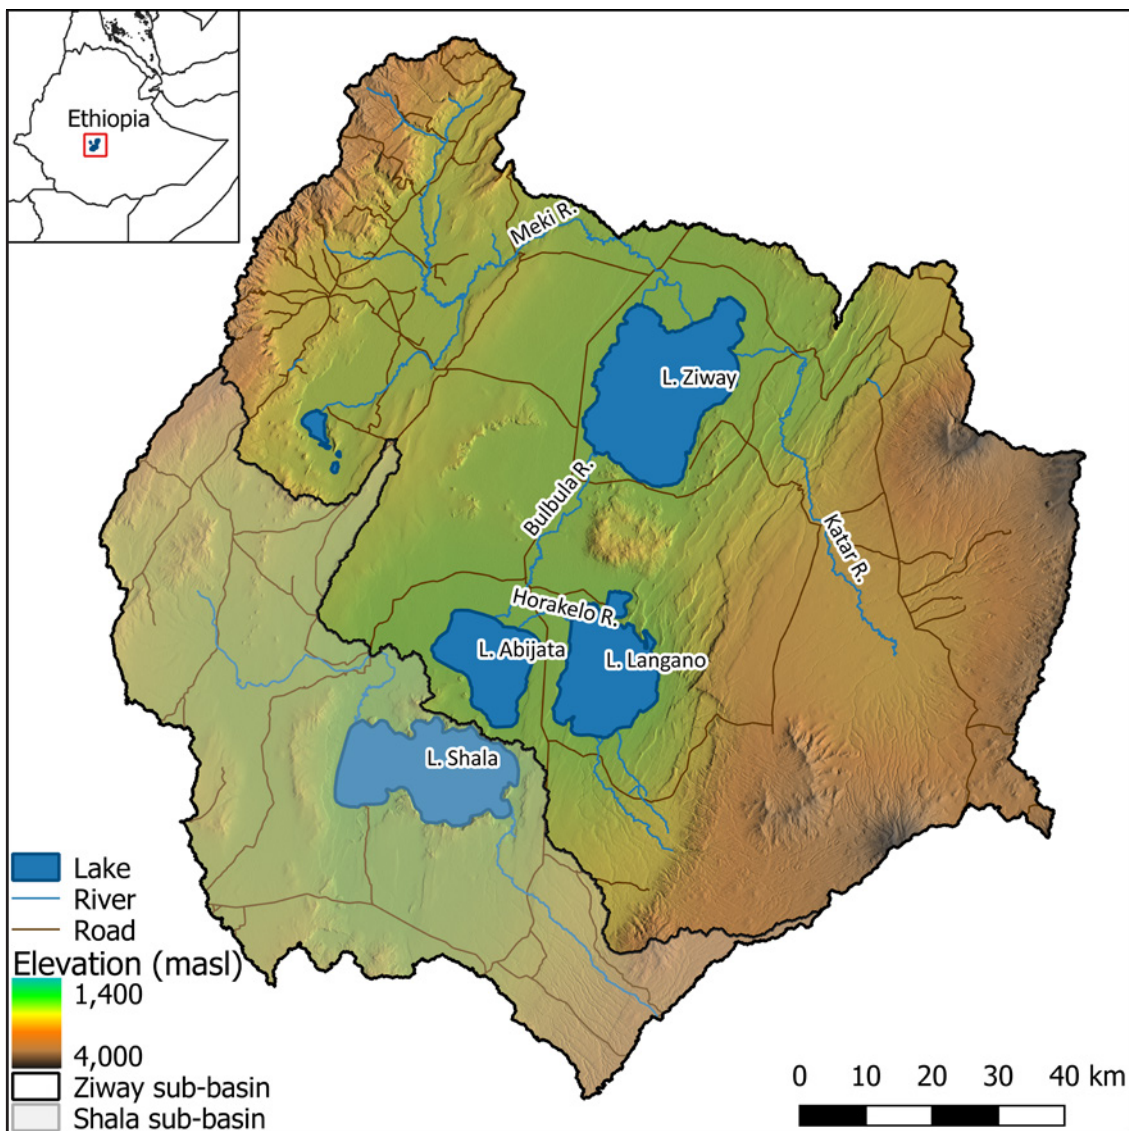 Ethiopia
Meki R.
L. Ziway
Bulbula R.
Katar R.
Horakelo R.
L. Abijata
L. Langano
L. Shala
Lake
River
Road
Elevation (masl)
1,400
4,000
Ziway sub-basin
Shala sub-basin
0 10 20 30 40 km